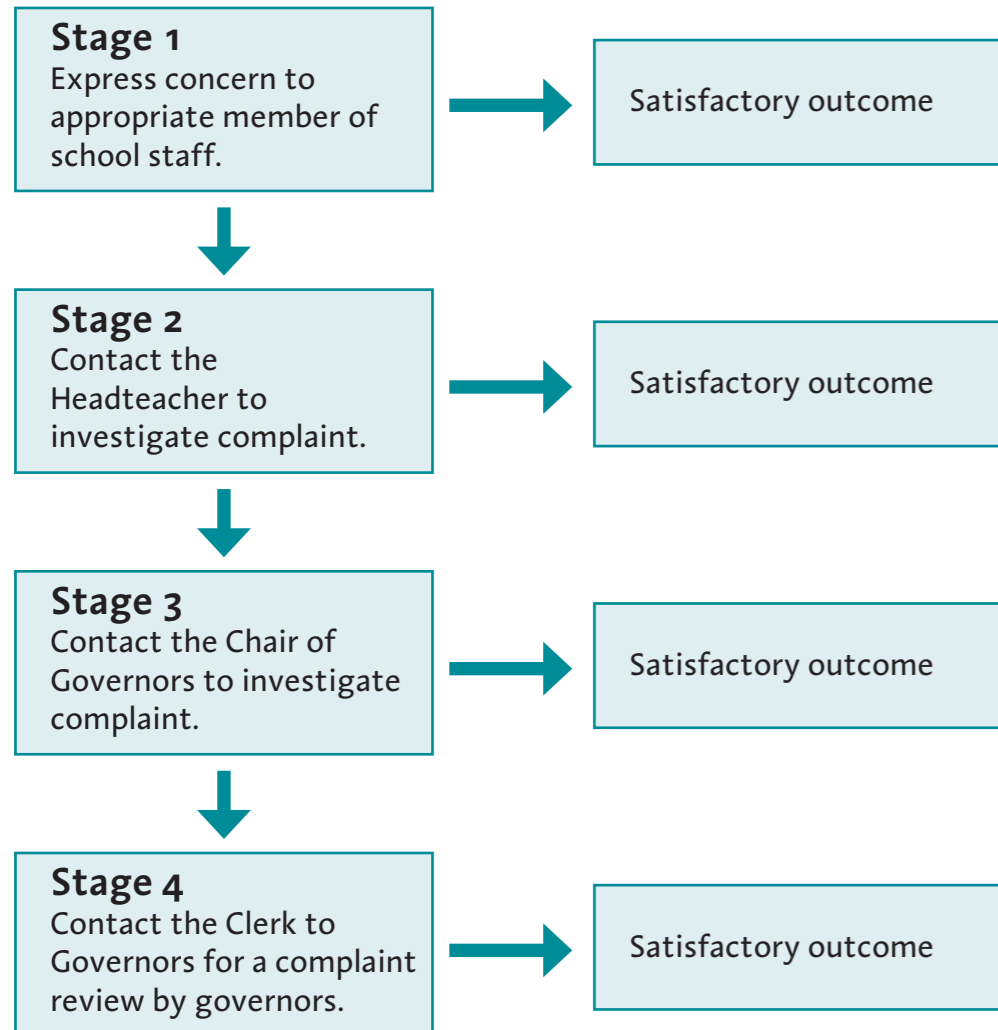 Stage 1
Express concern to
appropriate member of
school staff.
Satisfactory outcome
Stage 2
Contact the
Headteacher to
investigate complaint.
Satisfactory outcome
Stage 3
Contact the Chair of
Governors to investigate
complaint.
Satisfactory outcome
Stage 4
Contact the Clerk to
Governors for a complaint
review by governors.
Satisfactory outcome